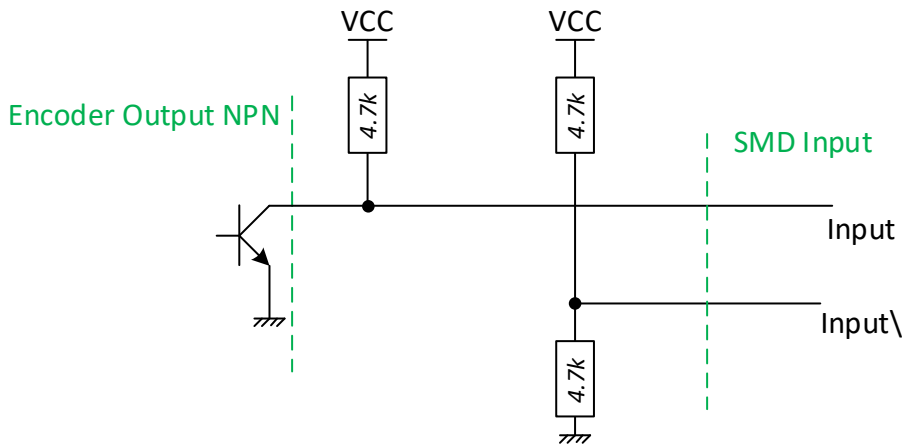 VCC
VCC
4.7k
4.7k
Encoder Output NPN
SMD Input
Input
Input\
4.7k